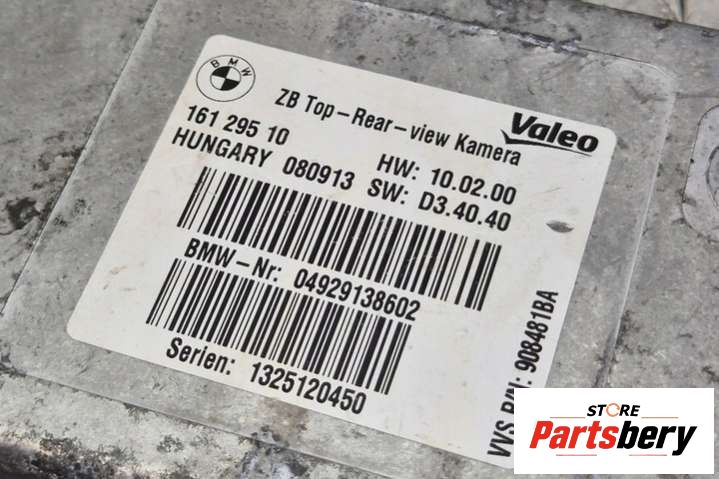 BMW
ZB Top-Rear-view Kamera
Valeo
161 295 10
HW: 10.02.00
HUNGARY 080913 SW: D3.40.40
BMW-Nr: 04929138602
Serien: 1325120450
VVS P/N: 908481BA
STORE
Partsbery